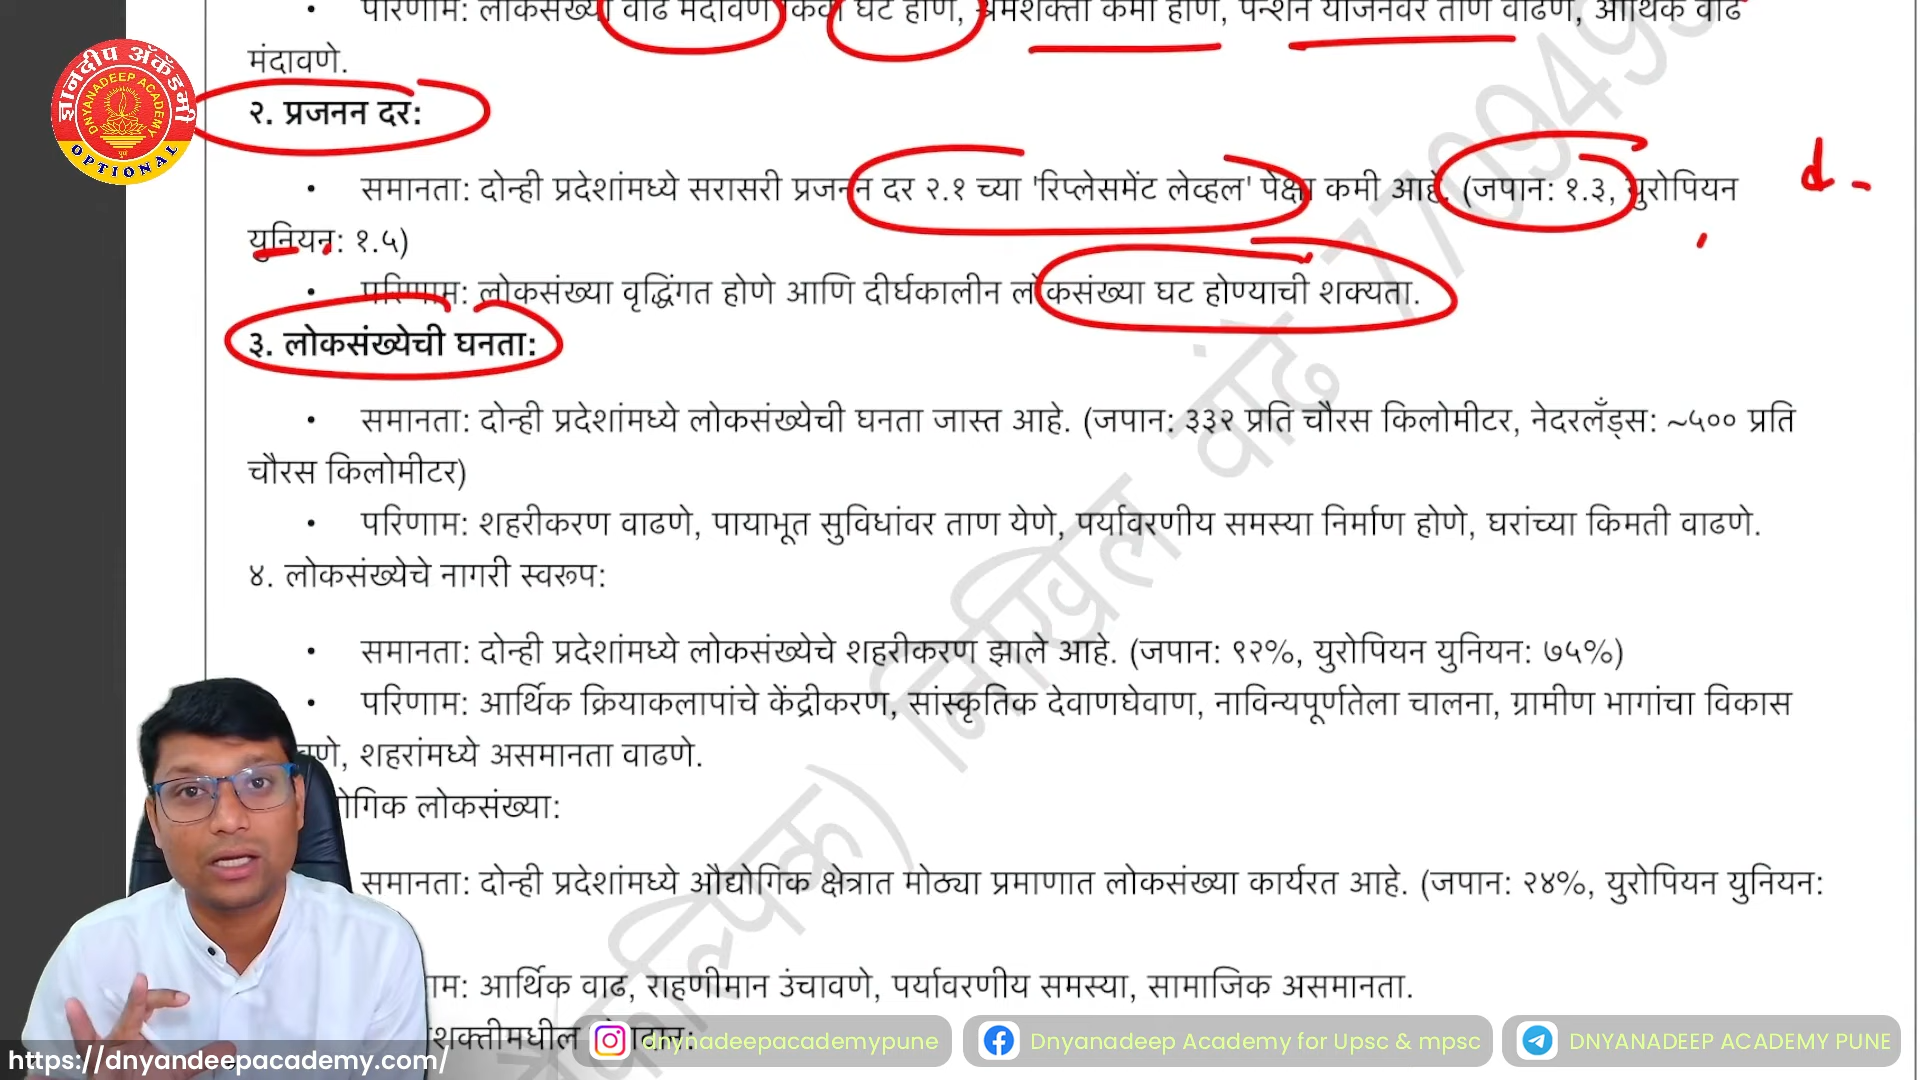 परिणाम: लोकसंख्या वाढ मंदावणे किंवा घट होणे, श्रमशक्ती कमी होणे, पेन्शन योजनेवर ताण वाढणे, आर्थिक वाढ
मंदावणे.
२. प्रजनन दर:
• समानता: दोन्ही प्रदेशांमध्ये सरासरी प्रजनन दर २.१ च्या 'रिप्लेसमेंट लेव्हल' पेक्षा कमी आहे. (जपान: १.३, युरोपियन
युनियन: १.५)
• परिणाम: लोकसंख्या वृद्धिंगत होणे आणि दीर्घकालीन लोकसंख्या घट होण्याची शक्यता.
३. लोकसंख्येची घनता:
• समानता: दोन्ही प्रदेशांमध्ये लोकसंख्येची घनता जास्त आहे. (जपान: ३३२ प्रति चौरस किलोमीटर, नेदरलँड्स: ~५०० प्रति
चौरस किलोमीटर)
• परिणाम: शहरीकरण वाढणे, पायाभूत सुविधांवर ताण येणे, पर्यावरणीय समस्या निर्माण होणे, घरांच्या किमती वाढणे.
४. लोकसंख्येचे नागरी स्वरूप:
• समानता: दोन्ही प्रदेशांमध्ये लोकसंख्येचे शहरीकरण झाले आहे. (जपान: ९२%, युरोपियन युनियन: ७५%)
• परिणाम: आर्थिक क्रियाकलापांचे केंद्रीकरण, सांस्कृतिक देवाणघेवाण, नाविन्यपूर्णतेला चालना, ग्रामीण भागांचा विकास
शहरांमध्ये असमानता वाढणे.
लोकसंख्या:
समानता: दोन्ही प्रदेशांमध्ये औद्योगिक क्षेत्रात मोठ्या प्रमाणात लोकसंख्या कार्यरत आहे. (जपान: २४%, युरोपियन युनियन:
आर्थिक वाढ, राहणीमान उंचावणे, पर्यावरणीय समस्या, सामाजिक असमानता.
ज्ञानदीप अ‍ॅकॅडमी
DNYANADEEP ACADEMY
पुणे
OPTIONAL
निखिल वाढे 7709493
https://dnyandeepacademy.com/
dnynadeepacademypune
Dnyanadeep Academy for Upsc & mpsc
DNYANADEEP ACADEMY PUNE